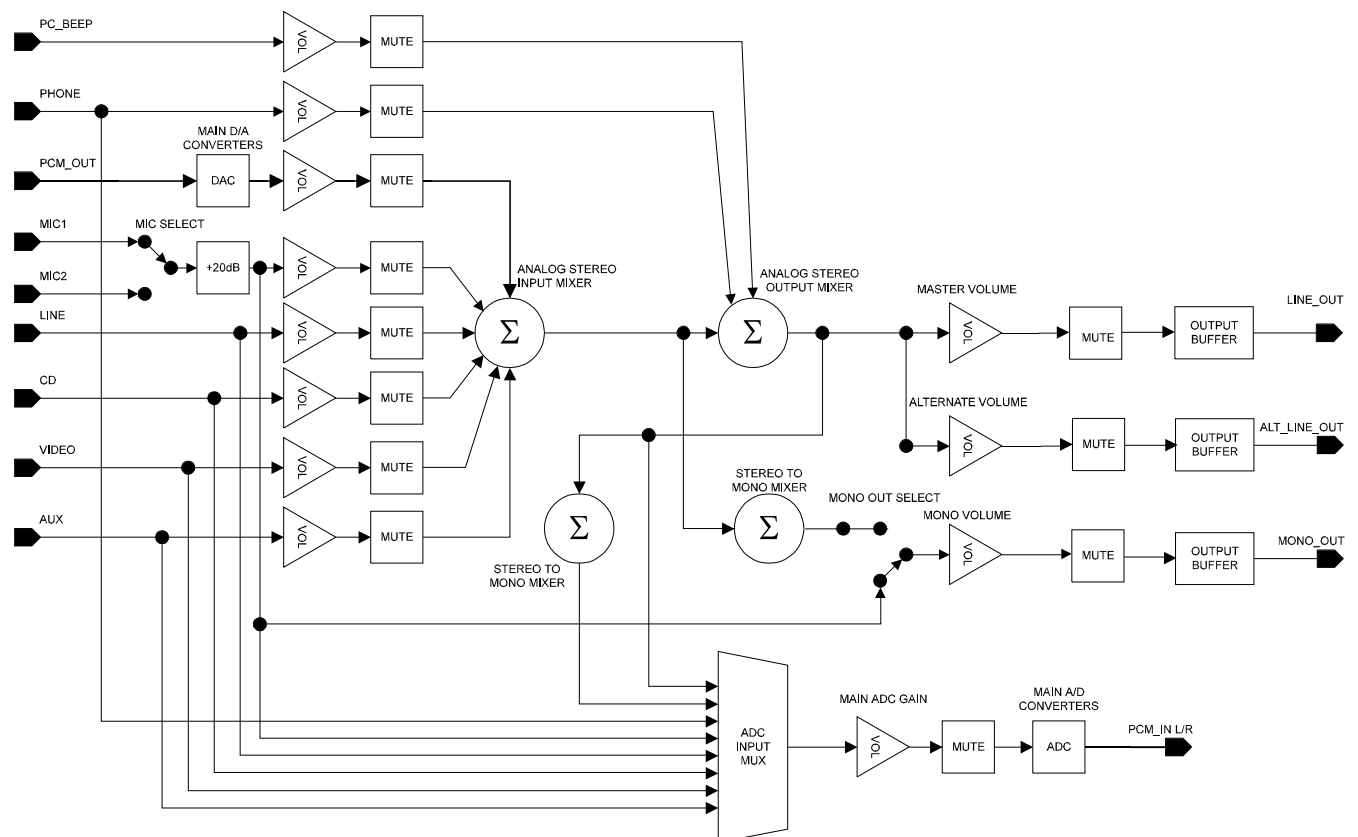 PC_BEEP
VOL
MUTE
PHONE
VOL
MUTE
MAIN D/A
CONVERTERS
PCM_OUT
DAC
VOL
MUTE
MIC1
MIC SELECT
MIC2
+20dB
VOL
MUTE
ANALOG STEREO
INPUT MIXER
Σ
ANALOG STEREO
OUTPUT MIXER
Σ
MASTER VOLUME
VOL
MUTE
OUTPUT
BUFFER
LINE_OUT
LINE
VOL
MUTE
CD
VOL
MUTE
ALTERNATE VOLUME
VOL
MUTE
OUTPUT
BUFFER
ALT_LINE_OUT
VIDEO
VOL
MUTE
AUX
VOL
MUTE
Σ
STEREO TO
MONO MIXER
STEREO TO
MONO MIXER
Σ
MONO OUT SELECT
MONO VOLUME
VOL
MUTE
OUTPUT
BUFFER
MONO_OUT
ADC
INPUT
MUX
MAIN ADC GAIN
VOL
MUTE
MAIN A/D
CONVERTERS
ADC
PCM_IN L/R